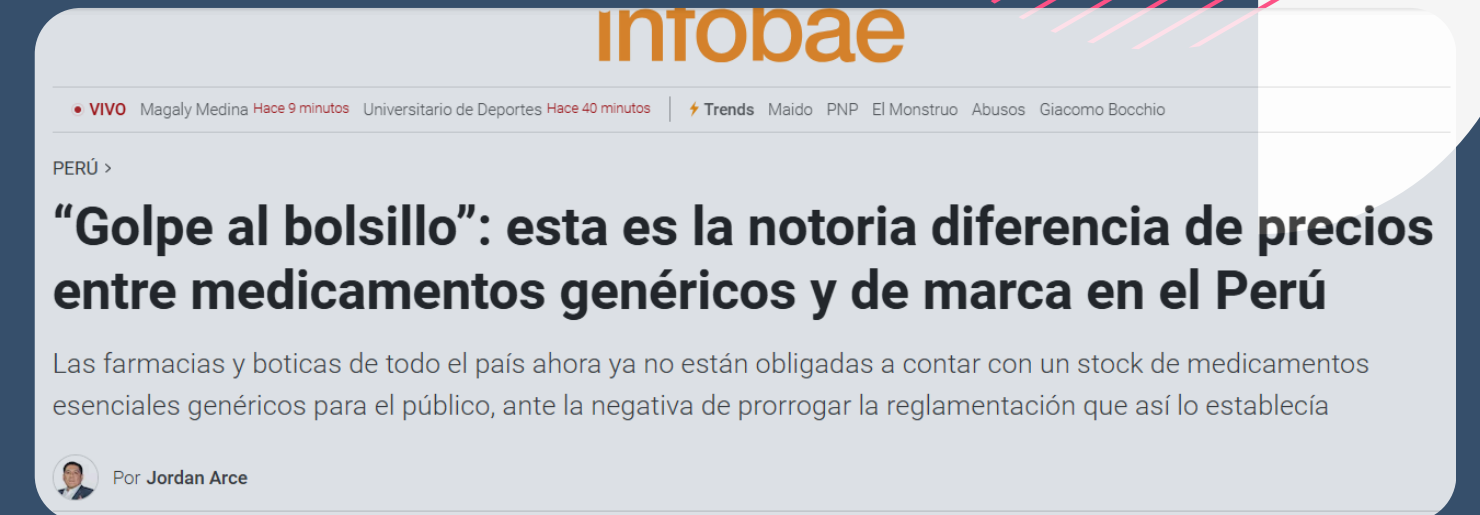 infobae
VIVO Magaly Medina Hace 9 minutos Universitario de Deportes Hace 40 minutos Trends Maido PNP El Monstruo Abusos Giacomo Bocchio
PERÚ >
“Golpe al bolsillo”: esta es la notoria diferencia de precios
entre medicamentos genéricos y de marca en el Perú
Las farmacias y boticas de todo el país ahora ya no están obligadas a contar con un stock de medicamentos
esenciales genéricos para el público, ante la negativa de prorrogar la reglamentación que así lo establecía
Por Jordan Arce